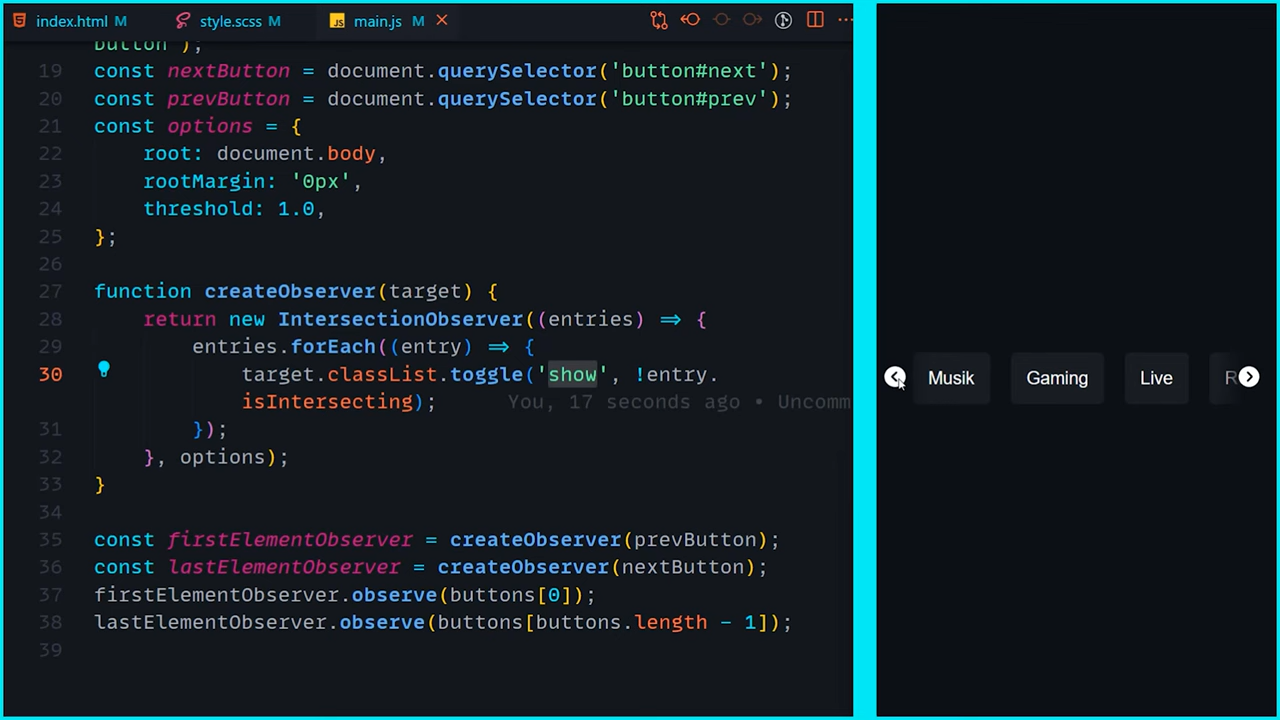 index.html M style.scss M JS main.js M
button');
19 const nextButton = document.querySelector('button#next');
20 const prevButton = document.querySelector('button#prev');
21 const options = {
22 root: document.body,
23 rootMargin: '0px',
24 threshold: 1.0,
25 };
26
27 function createObserver(target) {
28 return new IntersectionObserver((entries) => {
29 entries.forEach((entry) => {
30 target.classList.toggle('show', !entry.
isIntersecting); You, 17 seconds ago • Uncomm
31 });
32 }, options);
33 }
34
35 const firstElementObserver = createObserver(prevButton);
36 const lastElementObserver = createObserver(nextButton);
37 firstElementObserver.observe(buttons[0]);
38 lastElementObserver.observe(buttons[buttons.length - 1]);
39
Musik Gaming Live R